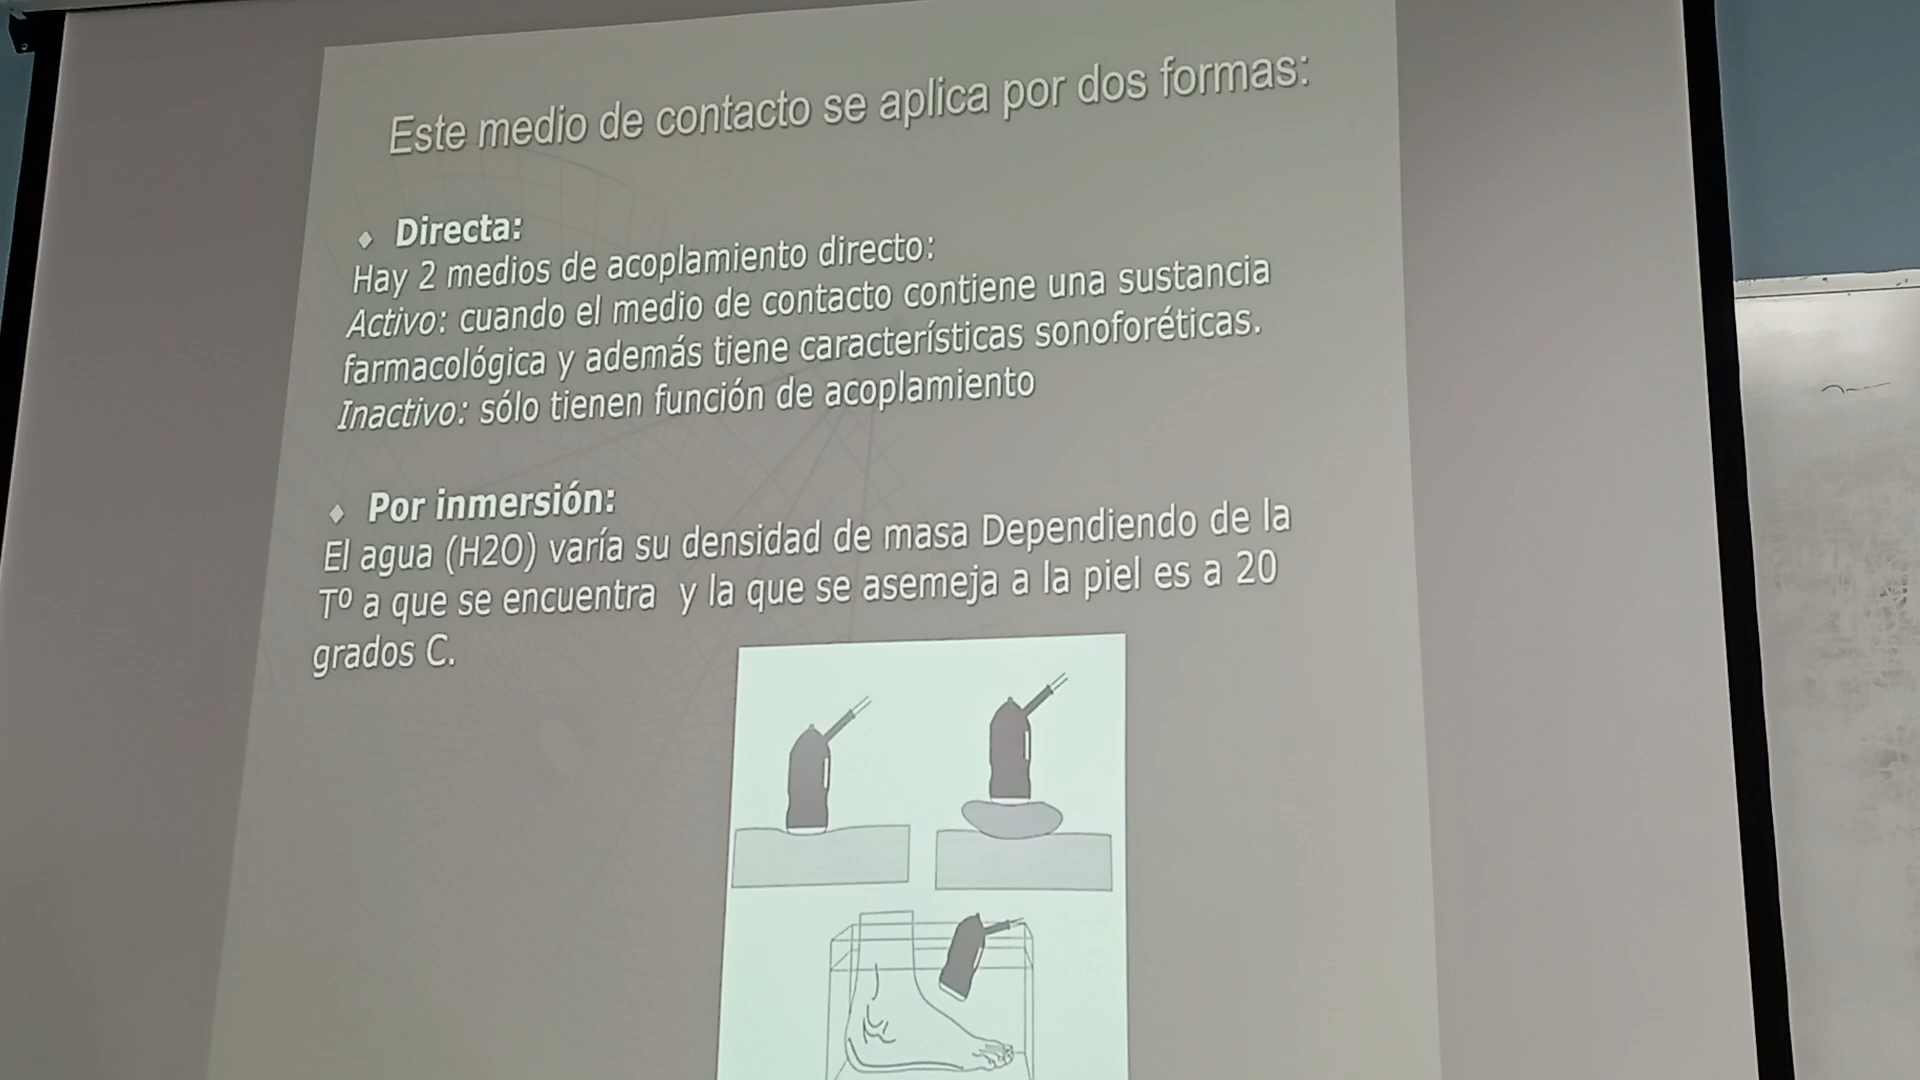 Este medio de contacto se aplica por dos formas:
Directa:
Hay 2 medios de acoplamiento directo:
Activo: cuando el medio de contacto contiene una sustancia
farmacológica y además tiene características sonoforéticas.
Inactivo: sólo tienen función de acoplamiento
Por inmersión:
El agua (H2O) varía su densidad de masa Dependiendo de la
Tº a que se encuentra y la que se asemeja a la piel es a 20
grados C.